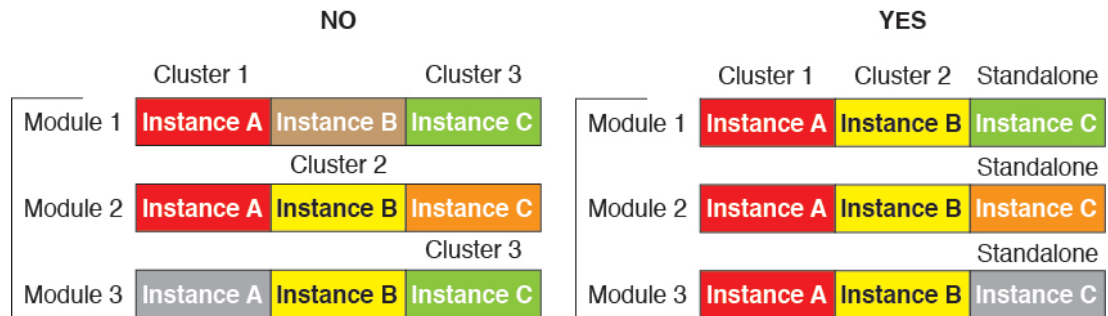 NO
YES
Cluster 1 Cluster 3
Module 1 Instance A Instance B Instance C
Cluster 2
Module 2 Instance A Instance B Instance C
Cluster 3
Module 3 Instance A Instance B Instance C
Cluster 1 Cluster 2 Standalone
Module 1 Instance A Instance B Instance C
Standalone
Module 2 Instance A Instance B Instance C
Standalone
Module 3 Instance A Instance B Instance C